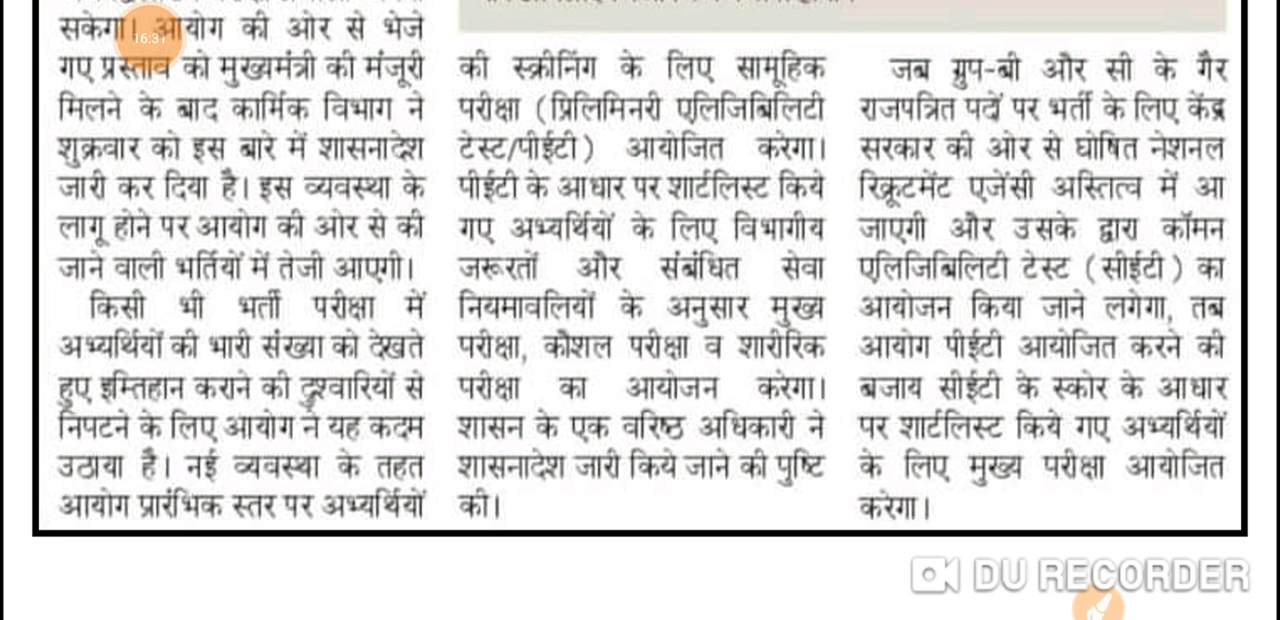 सकेगा। आयोग की ओर से भेजे
गए प्रस्ताव को मुख्यमंत्री की मंजूरी
मिलने के बाद कार्मिक विभाग ने
शुक्रवार को इस बारे में शासनादेश
जारी कर दिया है। इस व्यवस्था के
लागू होने पर आयोग की ओर से की
जाने वाली भर्तियों में तेजी आएगी।
किसी भी भर्ती परीक्षा में
अभ्यर्थियों की भारी संख्या को देखते
हुए इम्तिहान कराने की दुश्वारियों से
निपटने के लिए आयोग ने यह कदम
उठाया है। नई व्यवस्था के तहत
आयोग प्रारंभिक स्तर पर अभ्यर्थियों
की स्क्रीनिंग के लिए सामूहिक
परीक्षा (प्रिलिमिनरी एलिजिबिलिटी
टेस्ट/पीईटी) आयोजित करेगा।
पीईटी के आधार पर शार्टलिस्ट किये
गए अभ्यर्थियों के लिए विभागीय
जरूरतों और संबंधित सेवा
नियमावलियों के अनुसार मुख्य
परीक्षा, कौशल परीक्षा व शारीरिक
परीक्षा का आयोजन करेगा।
शासन के एक वरिष्ठ अधिकारी ने
शासनादेश जारी किये जाने की पुष्टि
की।
जब ग्रुप-बी और सी के गैर
राजपत्रित पदों पर भर्ती के लिए केंद्र
सरकार की ओर से घोषित नेशनल
रिक्रूटमेंट एजेंसी अस्तित्व में आ
जाएगी और उसके द्वारा कॉमन
एलिजिबिलिटी टेस्ट (सीईटी) का
आयोजन किया जाने लगेगा, तब
आयोग पीईटी आयोजित करने की
बजाय सीईटी के स्कोर के आधार
पर शार्टलिस्ट किये गए अभ्यर्थियों
के लिए मुख्य परीक्षा आयोजित
करेगा।
16:31
DU RECORDER